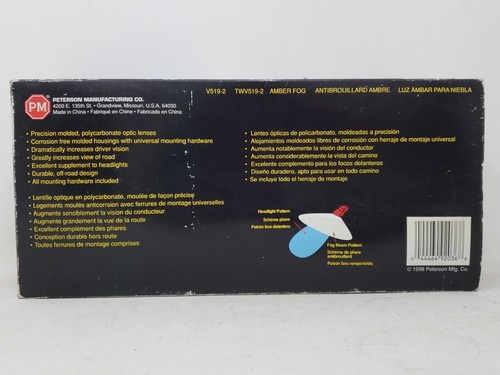 PM
PETERSON MANUFACTURING CO.
4200 E. 135th St. • Grandview, Missouri, U.S.A. 64030
Made in China • Fabriqué en China • Fabricado en China
V519-2 TWV519-2 AMBER FOG ANTIBROUILLARD AMBRE LUZ ÁMBAR PARA NIEBLA
• Precision molded, polycarbonate optic lenses
• Corrosion free molded housings with universal mounting hardware
• Dramatically increases driver vision
• Greatly increases view of road
• Excellent supplement to headlights
• Durable, off-road design
• All mounting hardware included
• Lentille optique en polycarbonate, moulée de façon précise
• Logements moulés anticorrosion avec ferrures de montage universelles
• Augmente sensiblement la vision du conducteur
• Augmente grandement la vue de la route
• Excellent complément des phares
• Conception durable hors route
• Toutes ferrures de montage comprises
• Lentes ópticas de policarbonato, moldeadas a precisión
• Alojamientos moldeados libres de corrosión con herraje de montaje universal
• Aumenta notablemente la visión del conductor
• Aumenta considerablemente la vista del camino
• Excelente complemento para los focos delanteros
• Diseño duradero, apto para usar en todo camino
• Se incluye todo el herraje de montaje
Headlight Pattern
Schema phare
Patrón faro delantero
Fog Beam Pattern
Schema de phare
antibrouillard
Patrón faro rompeniebla
0 44464 92036 8
© 1998 Peterson Mfg. Co.